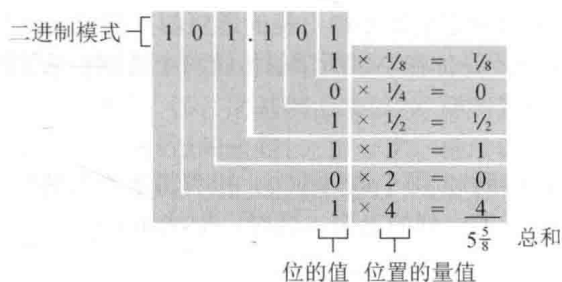 二进制模式 1 0 1 . 1 0 1
1 × 1/8 = 1/8
0 × 1/4 = 0
1 × 1/2 = 1/2
1 × 1 = 1
0 × 2 = 0
1 × 4 = 4
5 5/8 总和
位的值 位置的量值